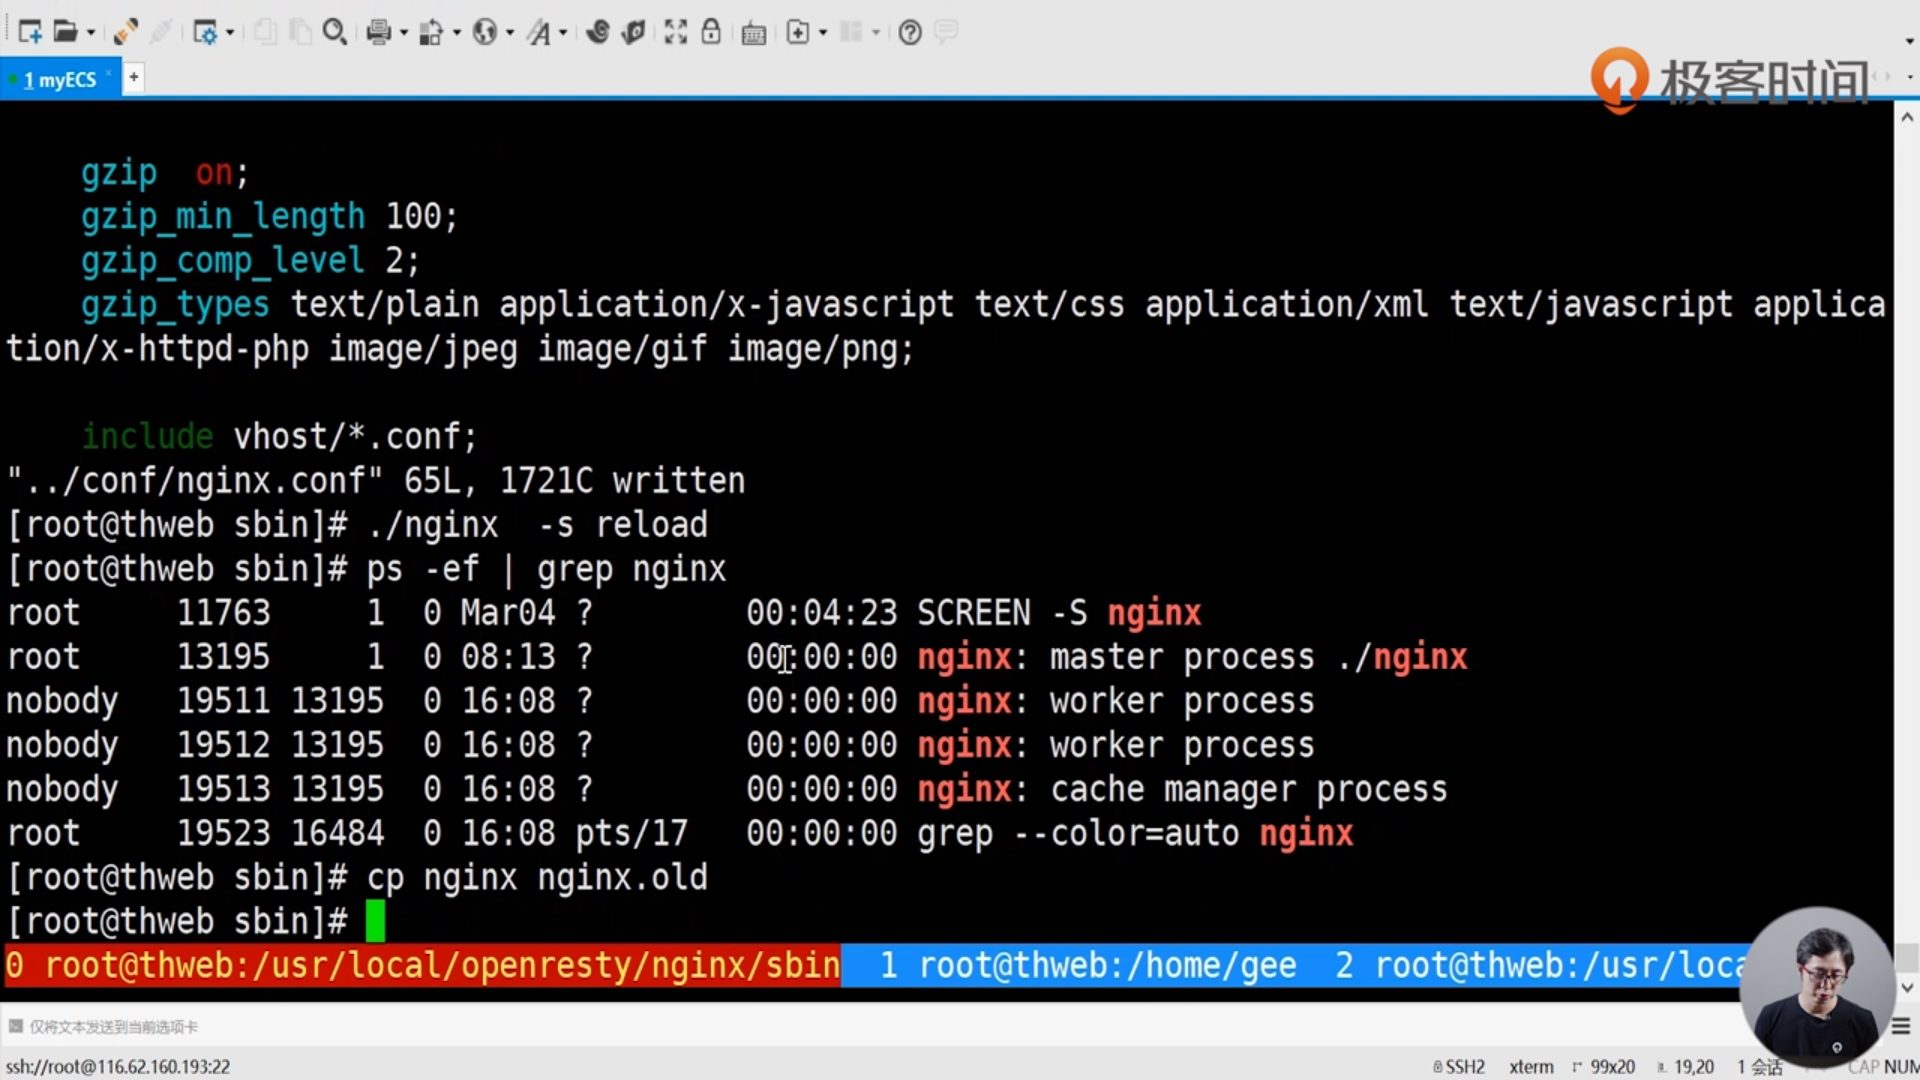 1 myECS
极客时间
gzip on;
gzip_min_length 100;
gzip_comp_level 2;
gzip_types text/plain application/x-javascript text/css application/xml text/javascript applica
tion/x-httpd-php image/jpeg image/gif image/png;
include vhost/*.conf;
"../conf/nginx.conf" 65L, 1721C written
[root@thweb sbin]# ./nginx  -s reload
[root@thweb sbin]# ps -ef | grep nginx
root     11763     1  0 Mar04 ?        00:04:23 SCREEN -S nginx
root     13195     1  0 08:13 ?        00:00:00 nginx: master process ./nginx
nobody   19511 13195  0 16:08 ?        00:00:00 nginx: worker process
nobody   19512 13195  0 16:08 ?        00:00:00 nginx: worker process
nobody   19513 13195  0 16:08 ?        00:00:00 nginx: cache manager process
root     19523 16484  0 16:08 pts/17   00:00:00 grep --color=auto nginx
[root@thweb sbin]# cp nginx nginx.old
[root@thweb sbin]#
0 root@thweb:/usr/local/openresty/nginx/sbin  1 root@thweb:/home/gee  2 root@thweb:/usr/loca
仅将文本发送到当前选项卡
ssh://root@116.62.160.193:22 SSH2 xterm 99x20 19,20 1 会话 CAP NUM